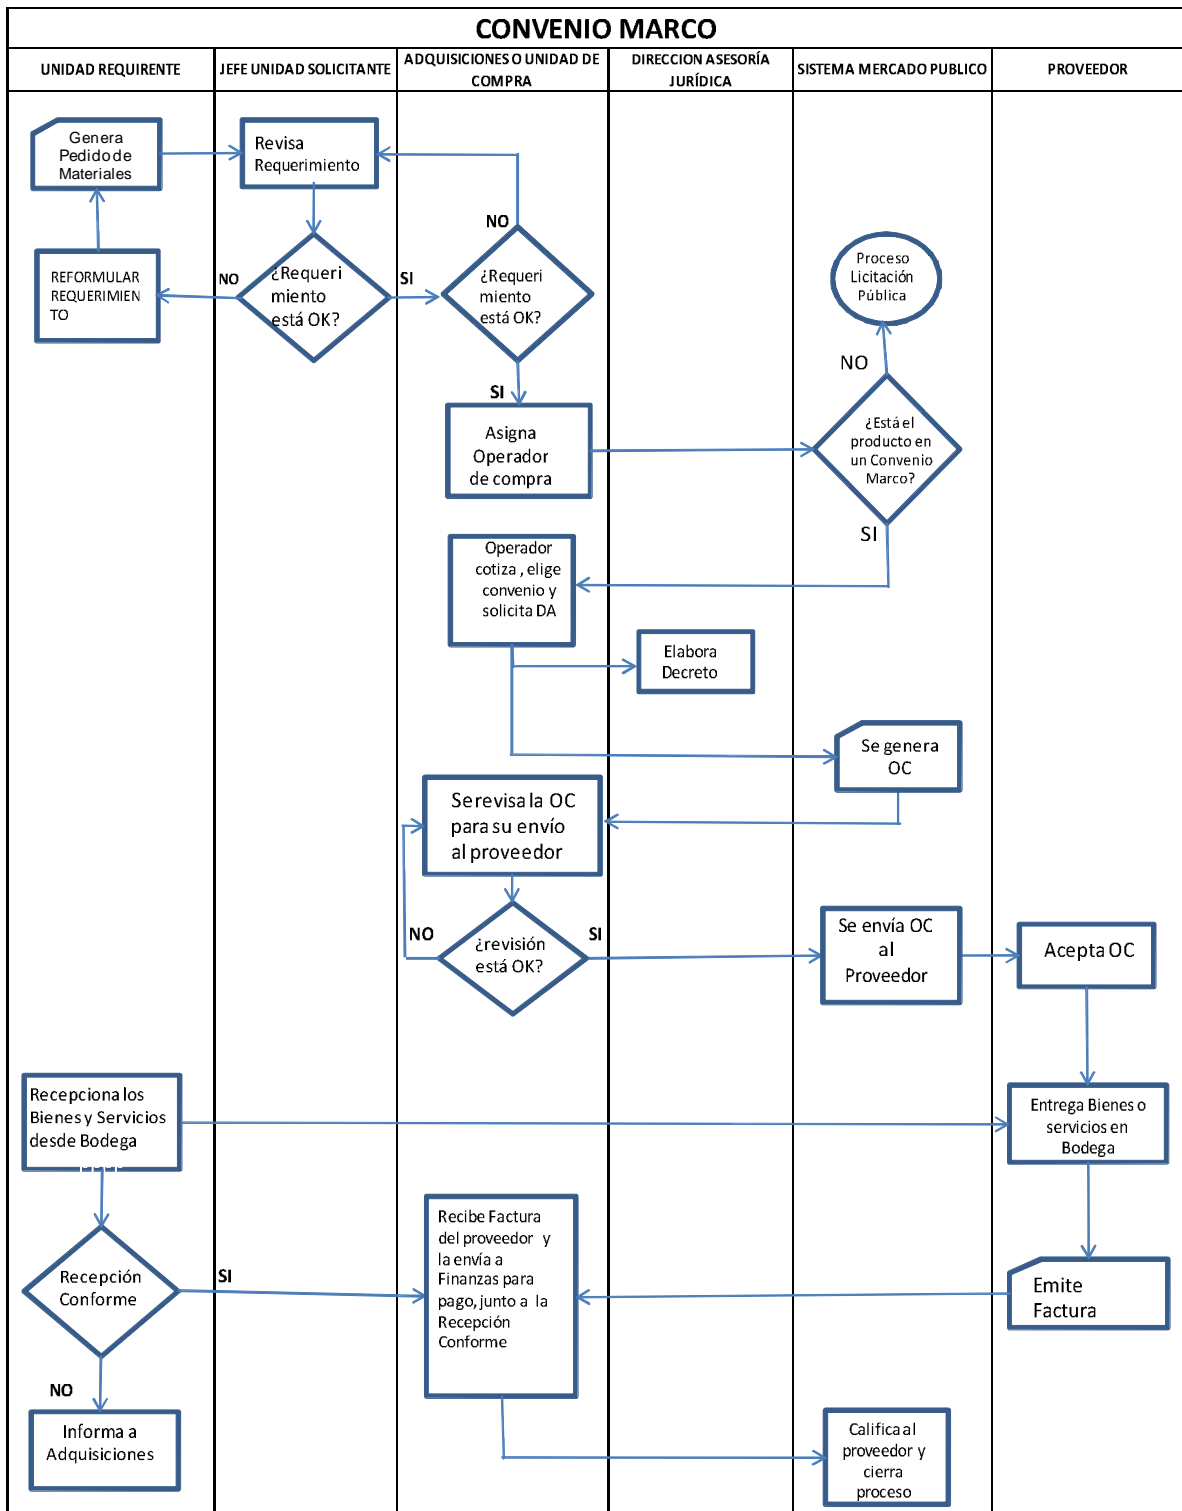 CONVENIO MARCO
UNIDAD REQUIRENTE
JEFE UNIDAD SOLICITANTE
ADQUISICIONES O UNIDAD DE
COMPRA
DIRECCION ASESORÍA
JURÍDICA
SISTEMA MERCADO PUBLICO
PROVEEDOR
Genera
Pedido de
Materiales
Revisa
Requerimiento
NO
REFORMULAR
REQUERIMIEN
TO
NO
¿Requeri
miento
está OK?
SI
¿Requeri
miento
está OK?
Proceso
Licitación
Pública
NO
SI
Asigna
Operador
de compra
¿Está el
producto en
un Convenio
Marco?
SI
Operador
cotiza , elige
convenio y
solicita DA
Elabora
Decreto
Se genera
OC
Se revisa la OC
para su envío
al proveedor
NO
¿revisión
está OK?
SI
Se envía OC
al
Proveedor
Acepta OC
Recepciona los
Bienes y Servicios
desde Bodega
Entrega Bienes o
servicios en
Bodega
Recepción
Conforme
SI
Recibe Factura
del proveedor y
la envía a
Finanzas para
pago, junto a la
Recepción
Conforme
Emite
Factura
NO
Informa a
Adquisiciones
Califica al
proveedor y
cierra
proceso